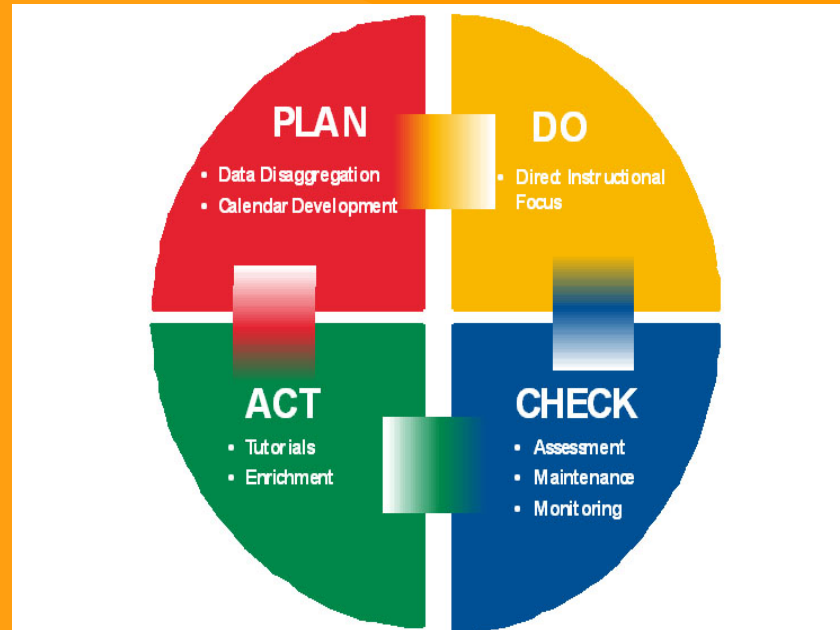 PLAN
• Data Disaggregation
• Calendar Development
DO
• Direct Instructional
Focus
ACT
• Tutorials
• Enrichment
CHECK
• Assessment
• Maintenance
• Monitoring